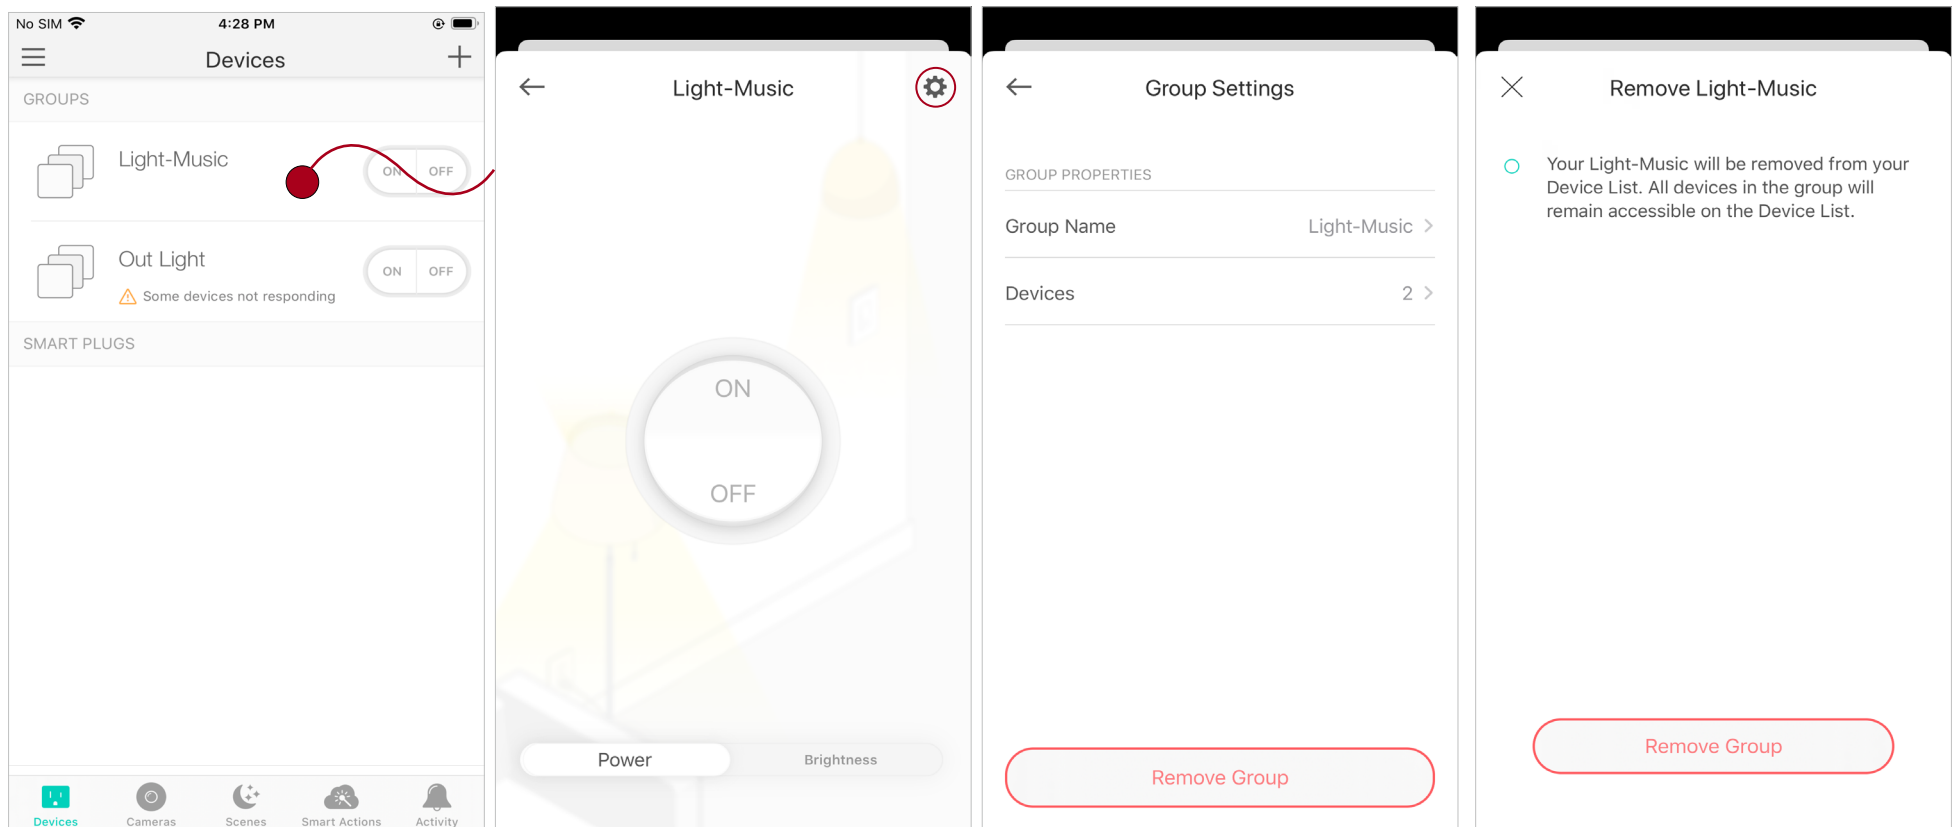 No SIM
4:28 PM
Devices
GROUPS
Light-Music
ON OFF
Out Light
ON OFF
Some devices not responding
SMART PLUGS
Devices
Cameras
Scenes
Smart Actions
Activity
Light-Music
ON
OFF
Power
Brightness
Group Settings
GROUP PROPERTIES
Group Name
Light-Music
Devices
2
Remove Group
Remove Light-Music
Your Light-Music will be removed from your
Device List. All devices in the group will
remain accessible on the Device List.
Remove Group